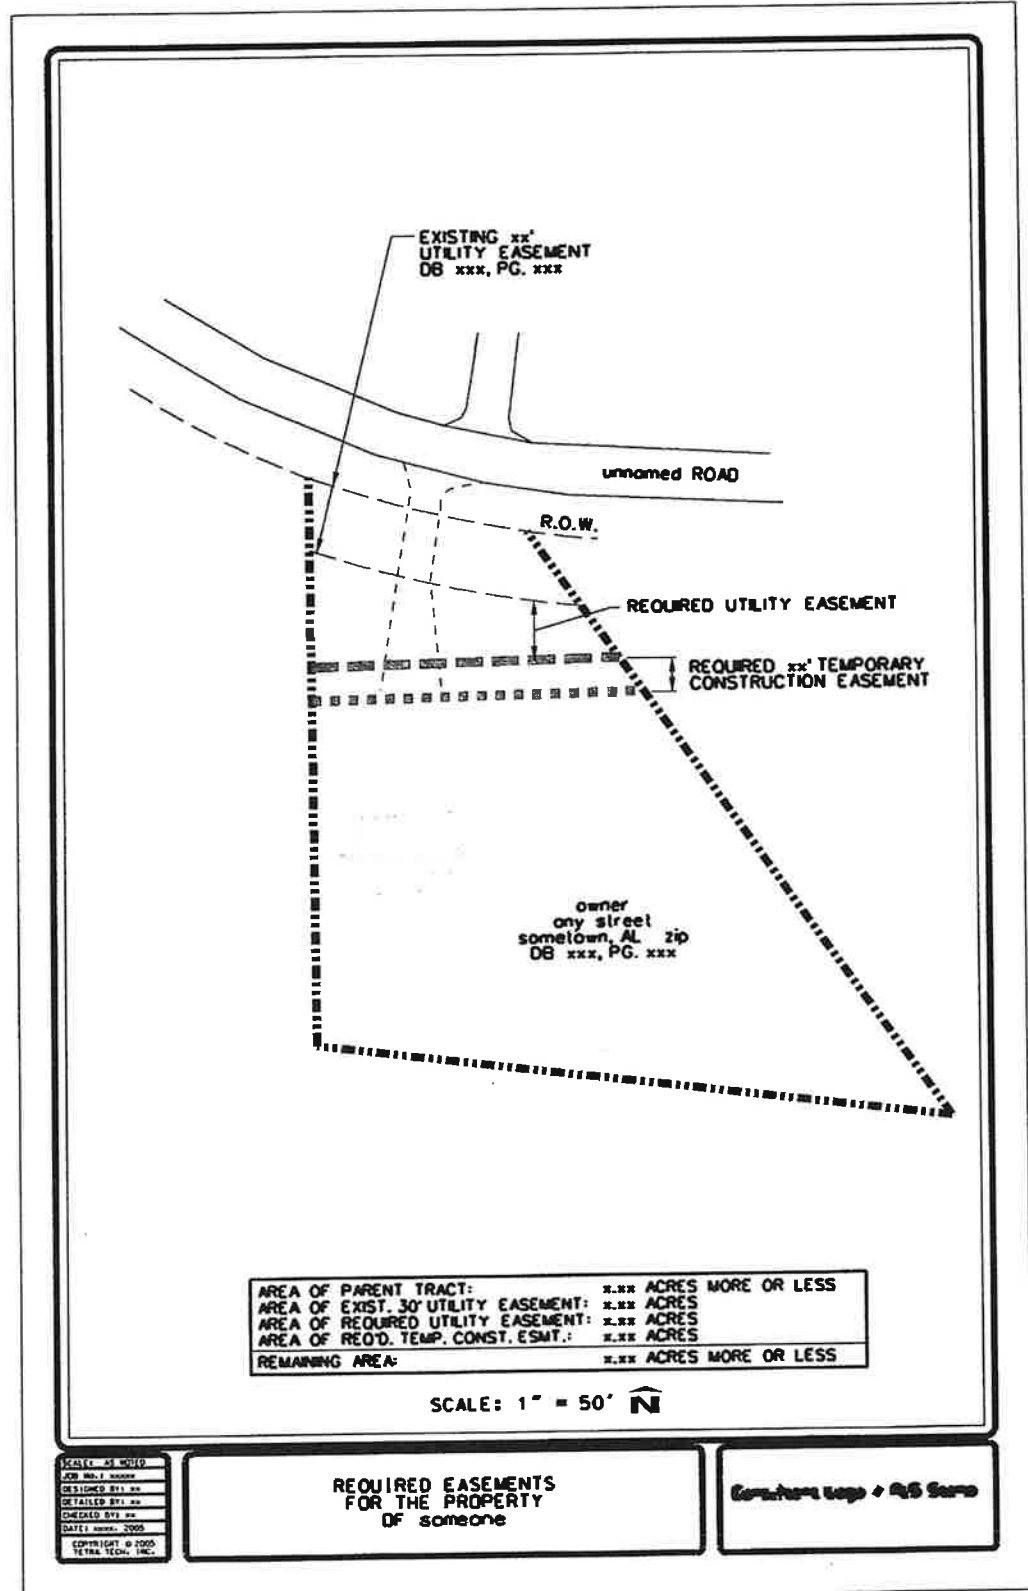 EXISTING xx'
UTILITY EASEMENT
DB xxx, PG. xxx
unnamed ROAD
R.O.W.
REQUIRED UTILITY EASEMENT
REQUIRED xx' TEMPORARY
CONSTRUCTION EASEMENT
owner
any street
sometown, AL zip
DB xxx, PG. xxx
AREA OF PARENT TRACT: x.xx ACRES MORE OR LESS
AREA OF EXIST. 30' UTILITY EASEMENT: x.xx ACRES
AREA OF REQUIRED UTILITY EASEMENT: x.xx ACRES
AREA OF REQ'D. TEMP. CONST. ESMT.: x.xx ACRES
REMAINING AREA: x.xx ACRES MORE OR LESS
SCALE: 1" = 50' N
SCALE: AS NOTED
JOB No.: xxxxx
DESIGNED BY: xx
DETAILED BY: xx
CHECKED BY: xx
DATE: xxxx, 2005
COPYRIGHT © 2005
TETRA TECH, INC.
REQUIRED EASEMENTS
FOR THE PROPERTY
OF someone
Logo